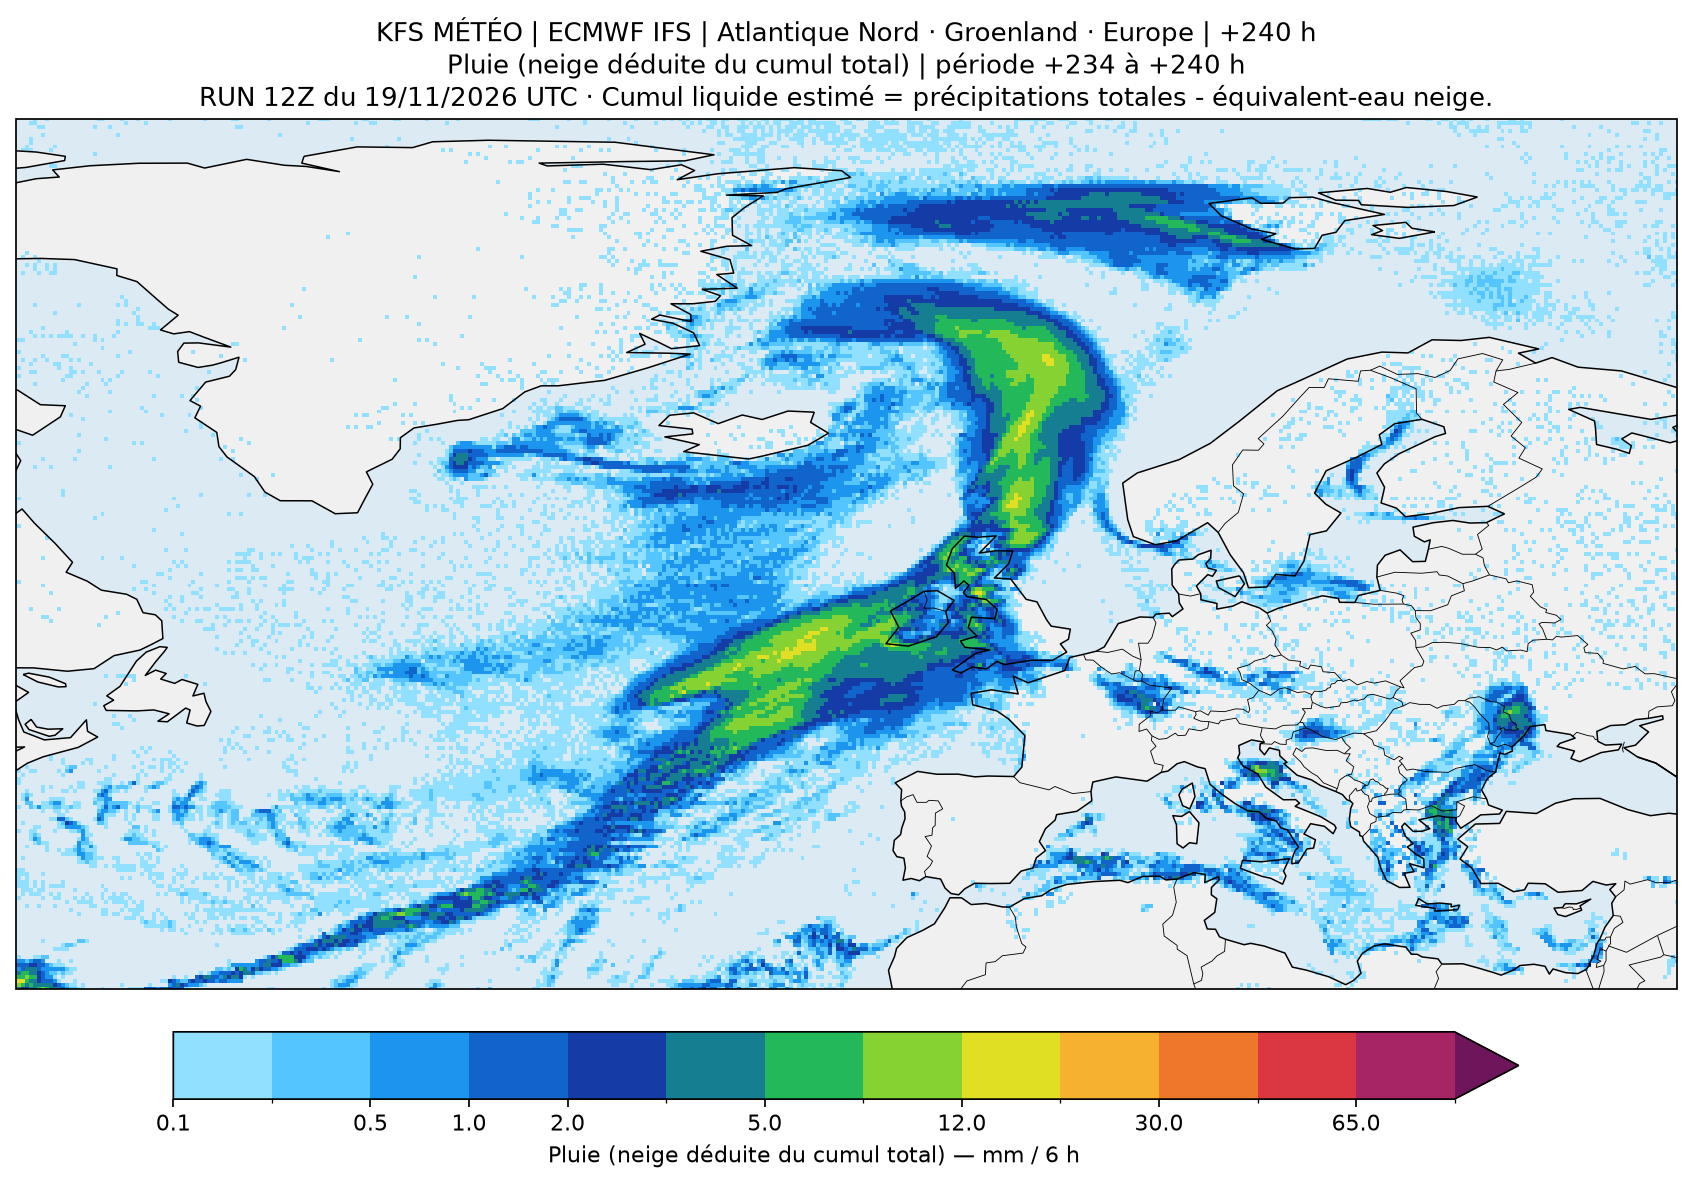 KFS MÉTÉO | ECMWF IFS | Atlantique Nord · Groenland · Europe | +240 h
Pluie (neige déduite du cumul total) | période +234 à +240 h
RUN 12Z du 19/11/2026 UTC · Cumul liquide estimé = précipitations totales - équivalent-eau neige.
0.1 0.5 1.0 2.0 5.0 12.0 30.0 65.0
Pluie (neige déduite du cumul total) — mm / 6 h